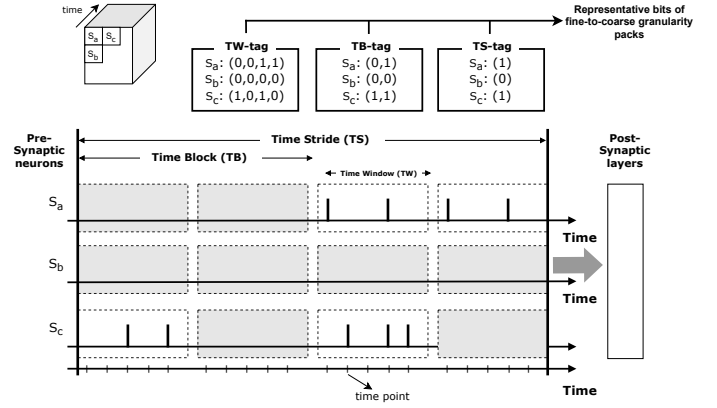 time
Sa Sc
Sb
Representative bits of
fine-to-coarse granularity
packs
TW-tag
Sa: (0,0,1,1)
Sb: (0,0,0,0)
Sc: (1,0,1,0)
TB-tag
Sa: (0,1)
Sb: (0,0)
Sc: (1,1)
TS-tag
Sa: (1)
Sb: (0)
Sc: (1)
Pre-
Synaptic
neurons
Time Stride (TS)
Time Block (TB)
Time Window (TW)
Post-
Synaptic
layers
Sa
Time
Sb
Time
Sc
Time
time point